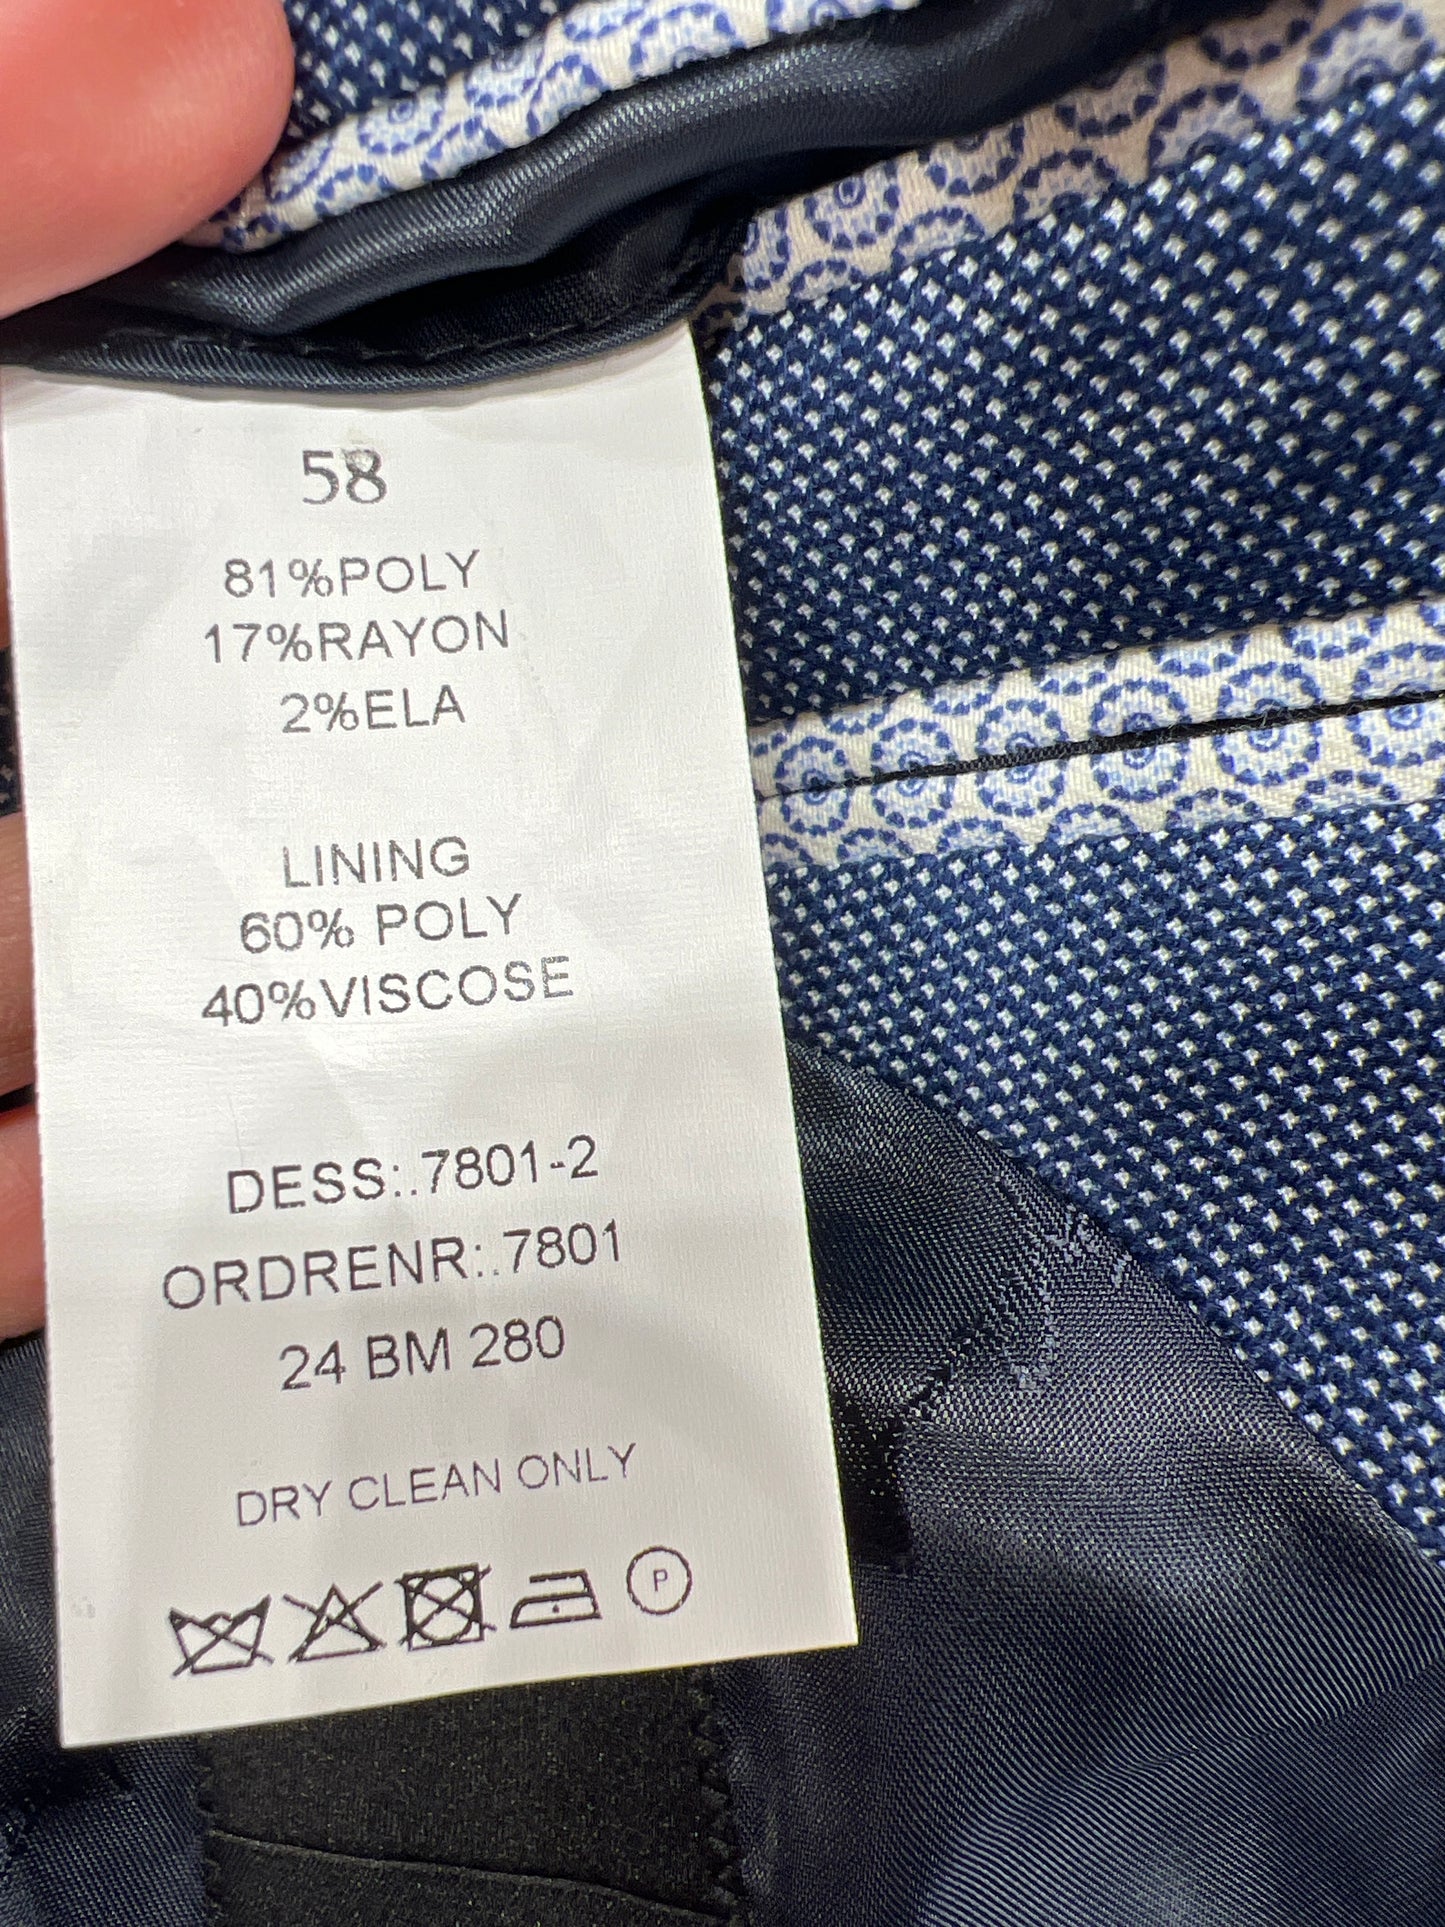 58
81%POLY
17%RAYON
2%ELA
LINING
60% POLY
40%VISCOSE
DESS:.7801-2
ORDRENR:.7801
24 BM 280
DRY CLEAN ONLY
P